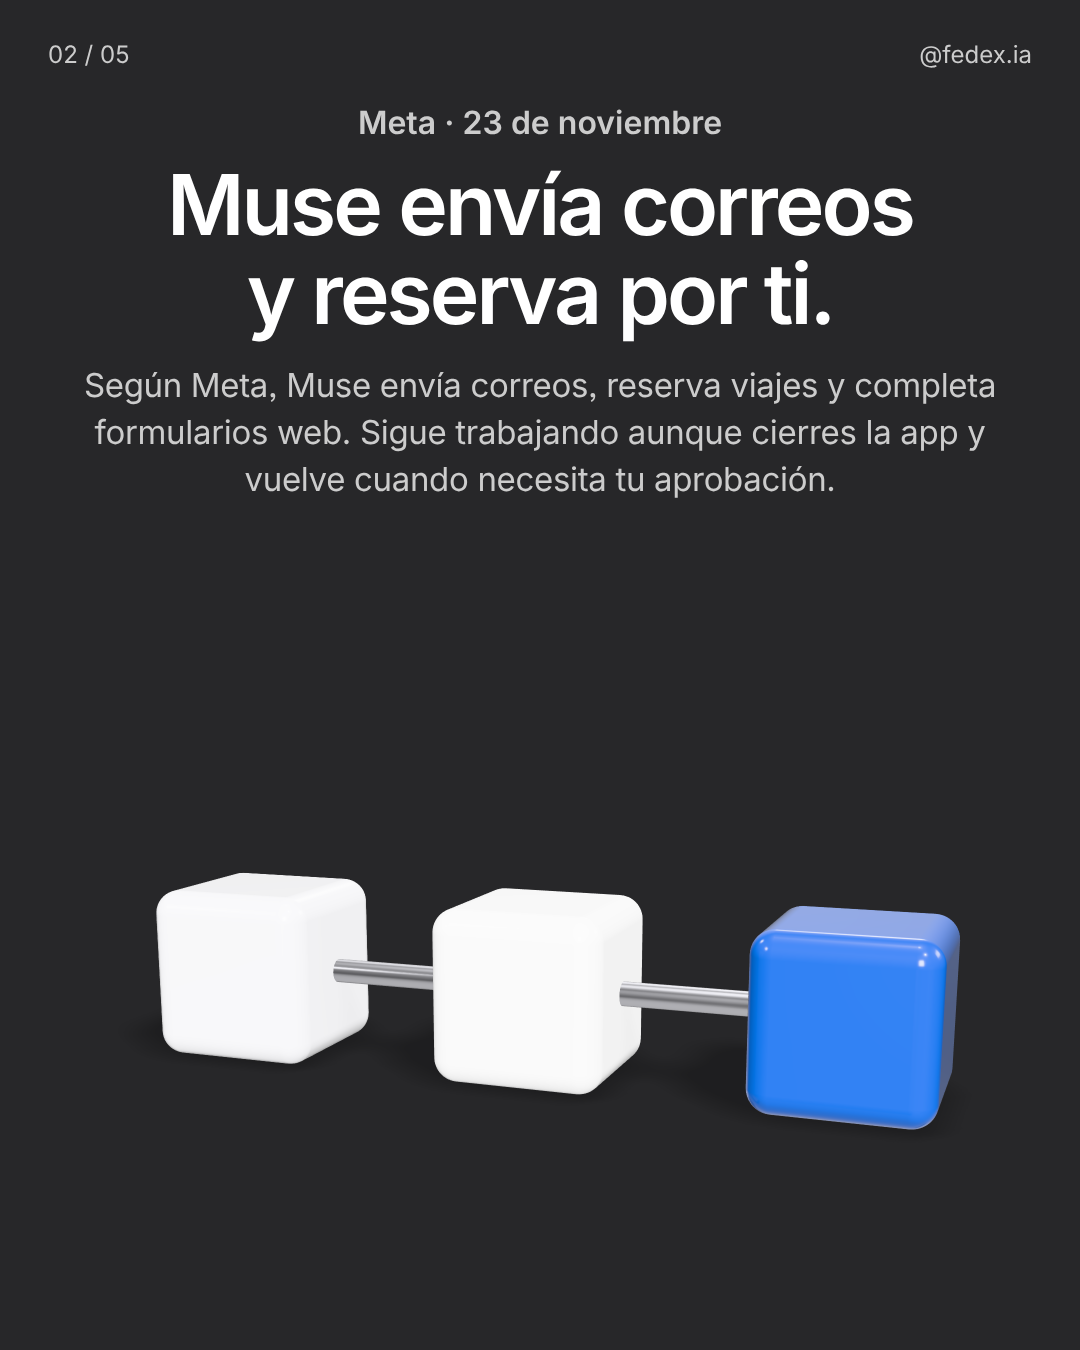 02 / 05
@fedex.ia
Meta · 23 de noviembre
Muse envía correos
y reserva por ti.
Según Meta, Muse envía correos, reserva viajes y completa
formularios web. Sigue trabajando aunque cierres la app y
vuelve cuando necesita tu aprobación.